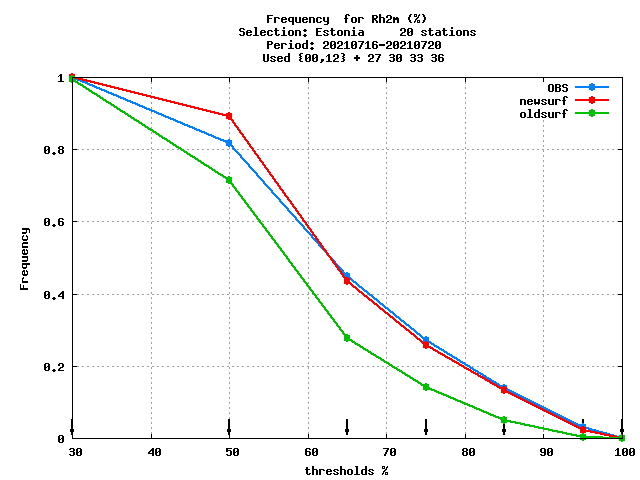 Frequency  for Rh2m (%)
Selection: Estonia     20 stations
Period: 20210716-20210720
Used {00,12} + 27 30 33 36
OBS
newsurf
oldsurf
1
0.8
0.6
0.4
0.2
0
Frequency
30 40 50 60 70 80 90 100
thresholds %